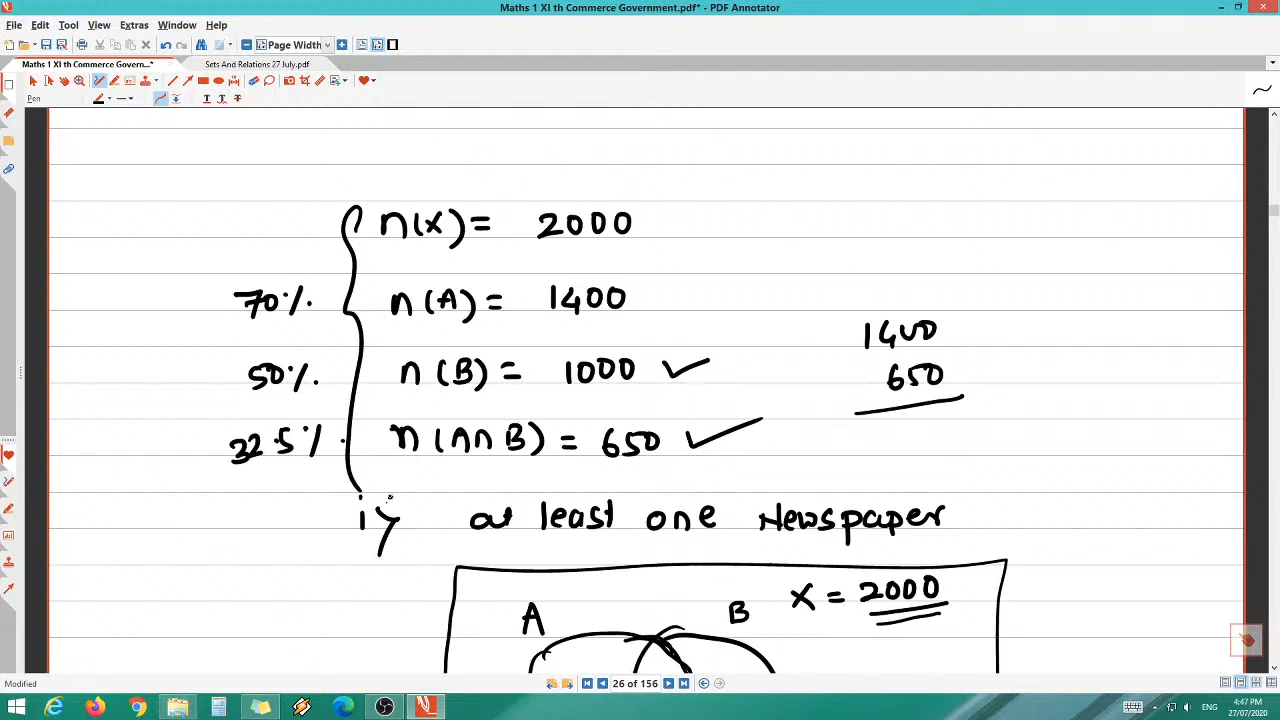 Maths 1 XI th Commerce Government.pdf* - PDF Annotator
File Edit Tool View Extras Window Help
Page Width
Maths 1 XI th Commerce Govern...* Sets And Relations 27 July.pdf
Pen
n(X) = 2000
70% n(A) = 1400
1400
50% n(B) = 1000 ✓
650
32.5% n(A∩B) = 650 ✓
i) at least one Newspaper
X = 2000
A B
26 of 156
Modified
ENG 4:47 PM
27/07/2020